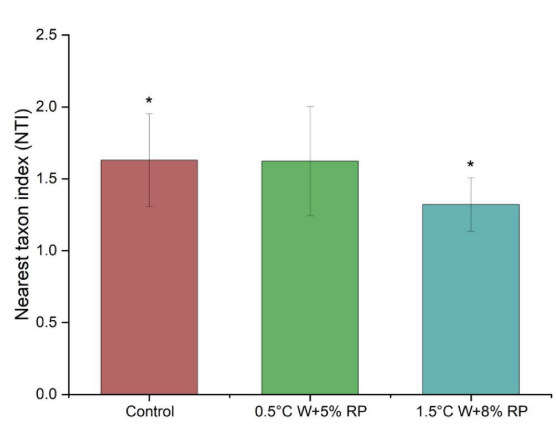 Nearest taxon index (NTI)
2.5
2.0
1.5
1.0
0.5
0.0
*
*
Control
0.5°C W+5% RP
1.5°C W+8% RP